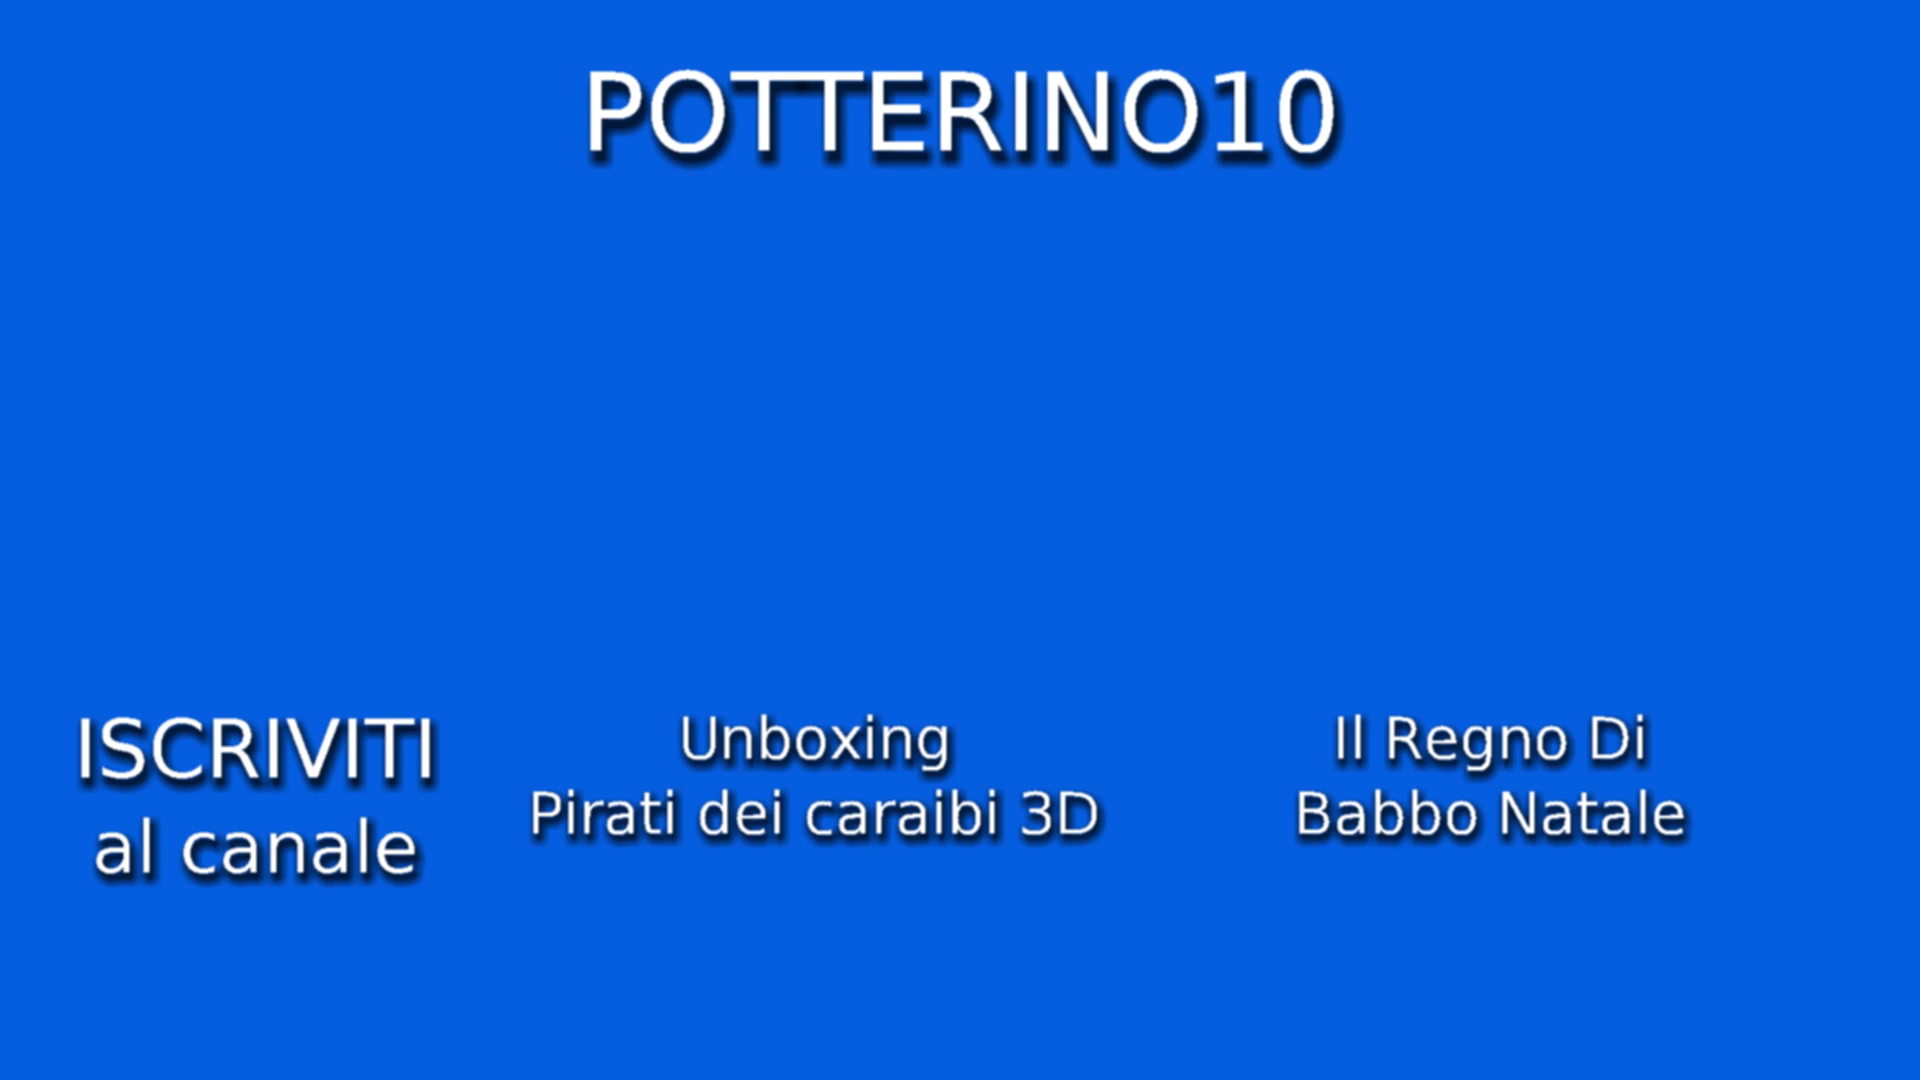 POTTERINO10
ISCRIVITI
al canale
Unboxing
Pirati dei caraibi 3D
Il Regno Di
Babbo Natale